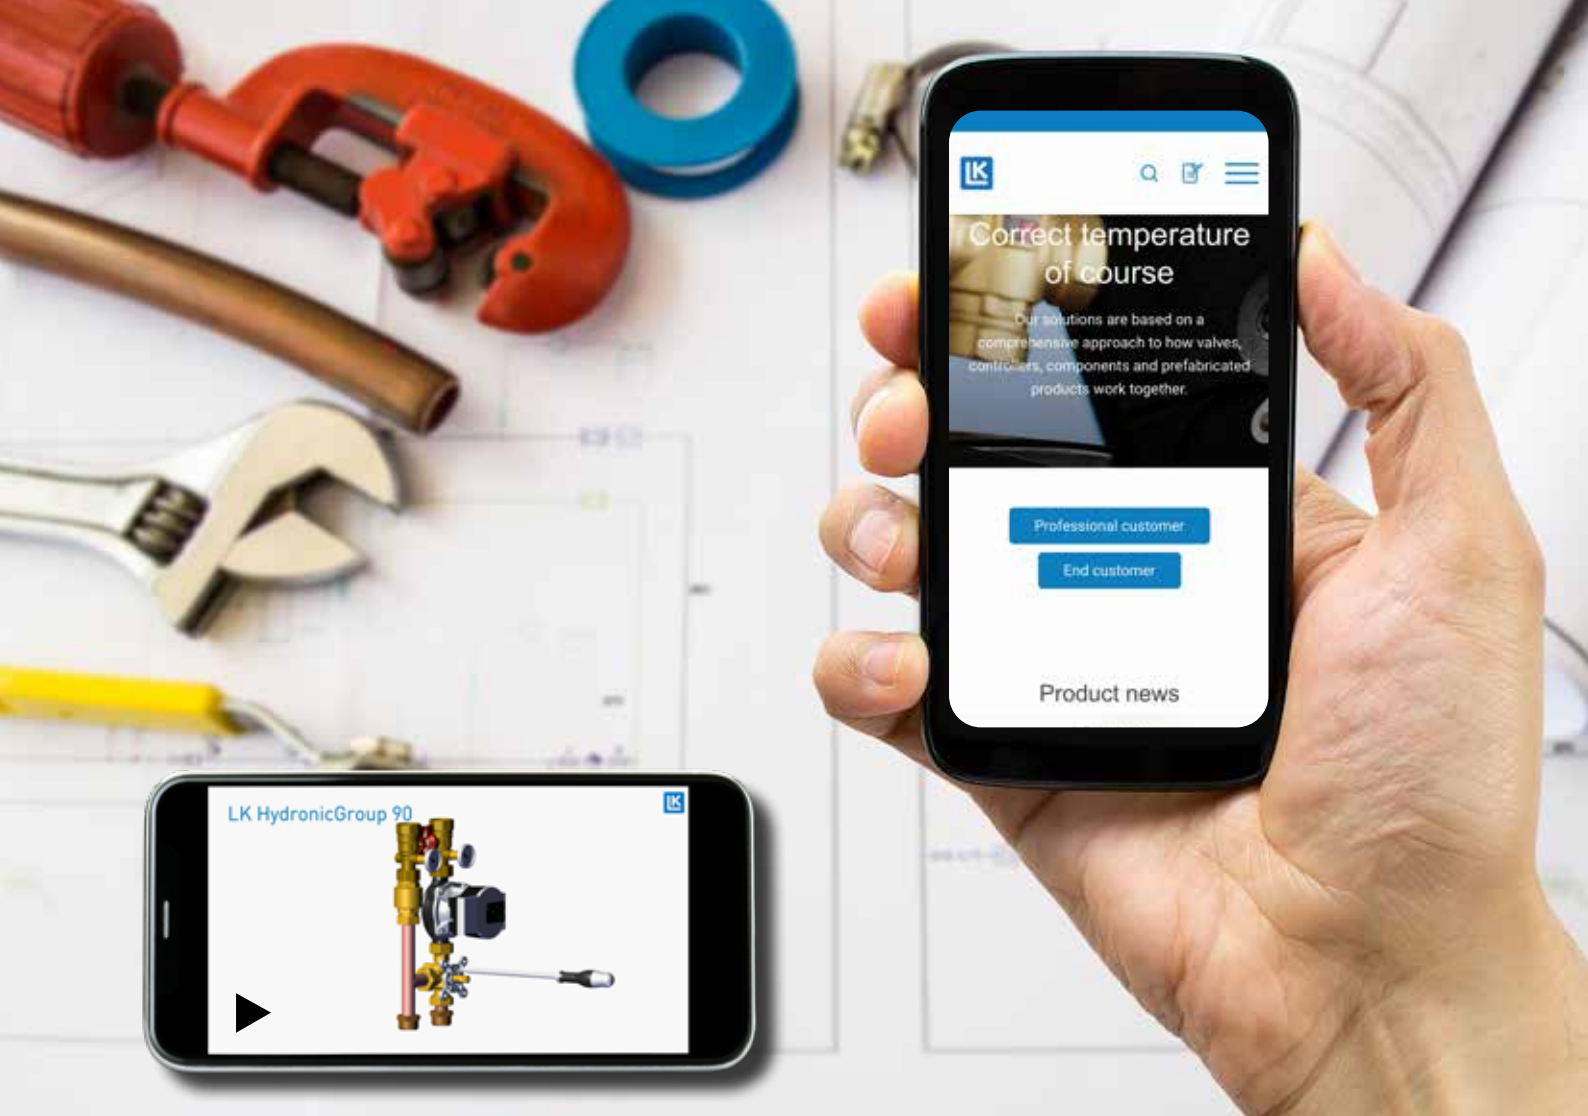 LK
Correct temperature
of course
Our solutions are based on a
comprehensive approach to how valves,
controllers, components and prefabricated
products work together.
Professional customer
End customer
Product news
LK HydronicGroup 90
LK